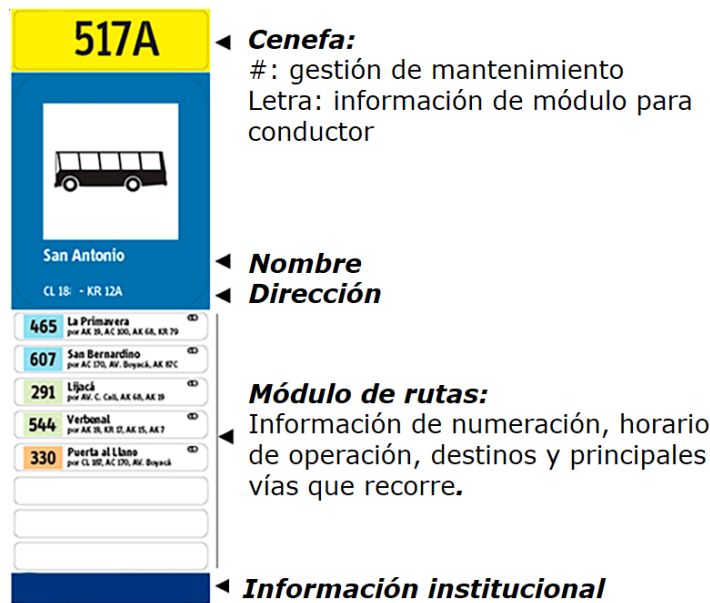 517A
Cenefa:
#: gestión de mantenimiento
Letra: información de módulo para
conductor
San Antonio
Nombre
CL 18 - KR 12A
Dirección
465 La Primavera
por AK 19, AC 100, AK 68, KR 79
607 San Bernardino
por AC 170, AV. Boyacá, AK 87C
291 Lijacá
por AV. C. Cali, AK 68, AK 19
544 Verbenal
por AK 19, KR 17, AK 15, AK 7
330 Puerta al Llano
por CL 187, AC 170, AV. Boyacá
Módulo de rutas:
Información de numeración, horario
de operación, destinos y principales
vías que recorre.
Información institucional